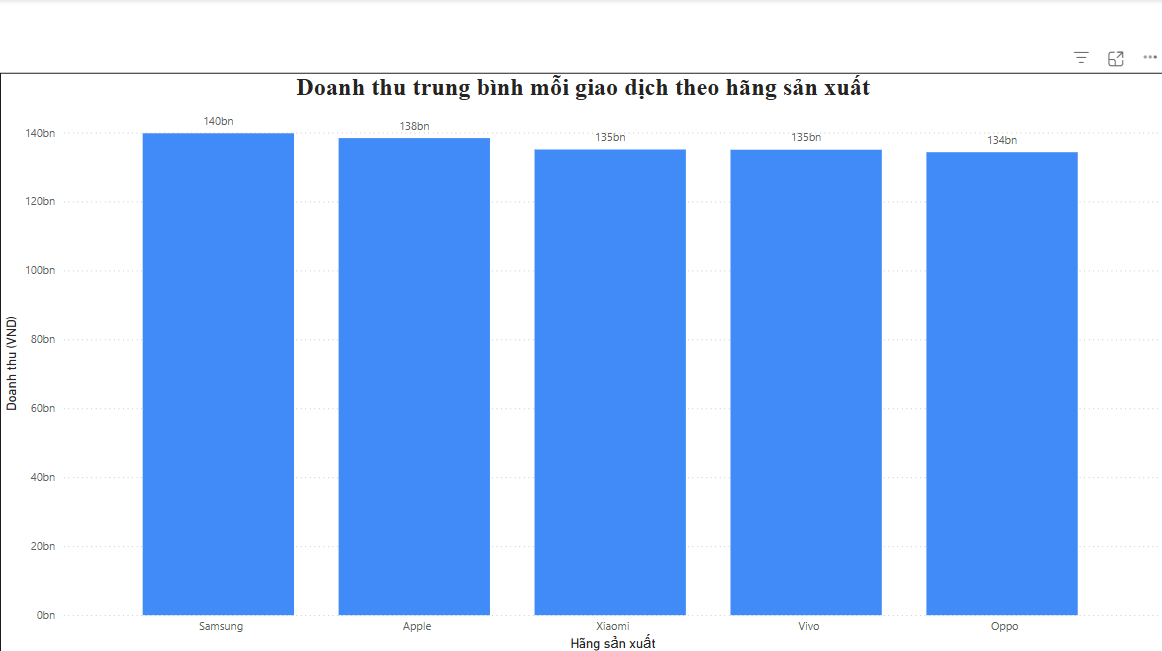 Doanh thu trung bình mỗi giao dịch theo hãng sản xuất
140bn
138bn
135bn
135bn
134bn
140bn
120bn
100bn
80bn
60bn
40bn
20bn
0bn
Doanh thu (VND)
Samsung
Apple
Xiaomi
Vivo
Oppo
Hãng sản xuất